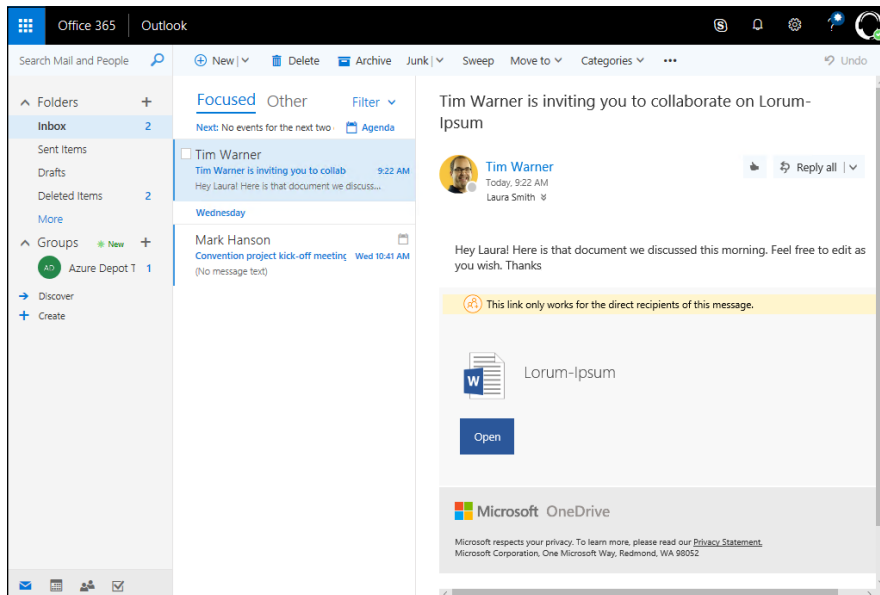 Office 365
Outlook
Search Mail and People
New
Delete
Archive
Junk
Sweep
Move to
Categories
Undo
Folders
Inbox 2
Sent Items
Drafts
Deleted Items 2
More
Groups New
AD Azure Depot T 1
Discover
Create
Focused Other Filter
Next: No events for the next two Agenda
Tim Warner
Tim Warner is inviting you to collab 9:22 AM
Hey Laura! Here is that document we discuss...
Wednesday
Mark Hanson
Convention project kick-off meeting Wed 10:41 AM
(No message text)
Tim Warner is inviting you to collaborate on Lorum-
Ipsum
Tim Warner
Today, 9:22 AM
Laura Smith
Reply all
Hey Laura! Here is that document we discussed this morning. Feel free to edit as
you wish. Thanks
This link only works for the direct recipients of this message.
W
Lorum-Ipsum
Open
Microsoft OneDrive
Microsoft respects your privacy. To learn more, please read our Privacy Statement.
Microsoft Corporation, One Microsoft Way, Redmond, WA 98052